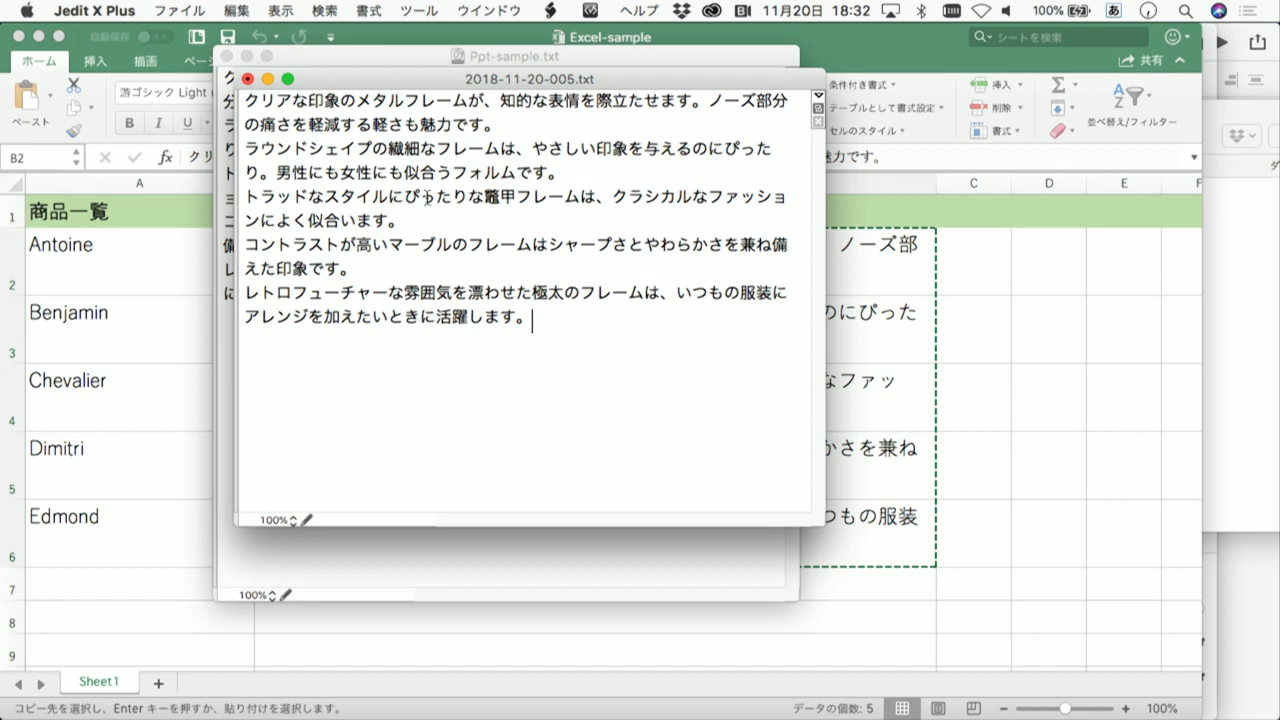 Jedit X Plus ファイル 編集 表示 検索 書式 ツール ウインドウ ヘルプ 11月20日 18:32 100% あ
自動保存 オフ Excel-sample シートを検索
ホーム 挿入 描画 共有
Ppt-sample.txt
2018-11-20-005.txt
ペースト 游ゴシック Light
B I U
条件付き書式
テーブルとして書式設定
セルのスタイル
挿入
削除
書式
並べ替え/フィルター
B2 fx クリ 魅力です。
A C D E F
クリアな印象のメタルフレームが、知的な表情を際立たせます。ノーズ部分
の痛さを軽減する軽さも魅力です。
ラウンドシェイプの繊細なフレームは、やさしい印象を与えるのにぴった
り。男性にも女性にも似合うフォルムです。
トラッドなスタイルにぴったりな鼈甲フレームは、クラシカルなファッショ
ンによく似合います。
コントラストが高いマーブルのフレームはシャープさとやわらかさを兼ね備
えた印象です。
レトロフューチャーな雰囲気を漂わせた極太のフレームは、いつもの服装に
アレンジを加えたいときに活躍します。
1 商品一覧
2 Antoine ノーズ部
3 Benjamin のにぴった
4 Chevalier なファッ
5 Dimitri かさを兼ね
6 Edmond つもの服装
7
8
9
100%
100%
Sheet1 +
コピー先を選択し、Enter キーを押すか、貼り付けを選択します。 データの個数: 5 − + 100%